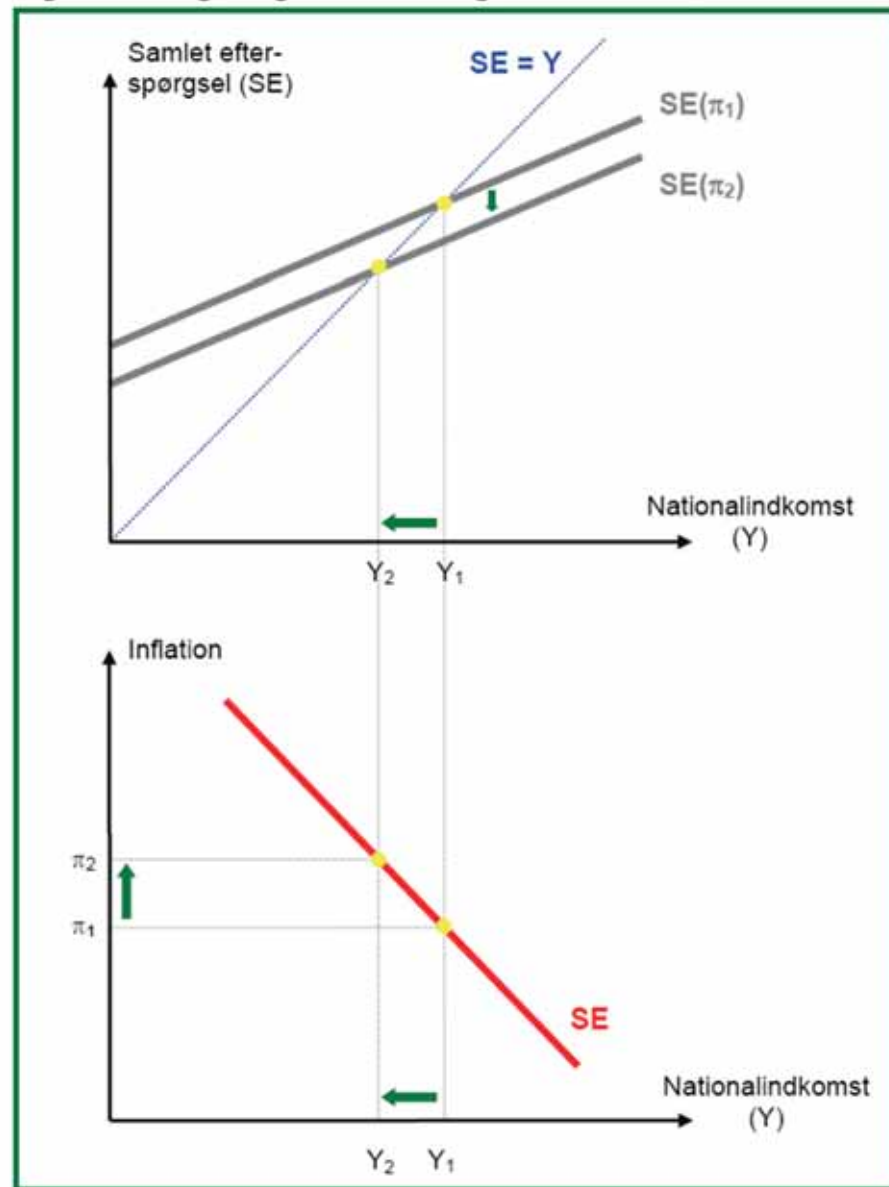 Samlet efter-
spørgsel (SE)
SE = Y
SE(π₁)
SE(π₂)
Nationalindkomst
(Y)
Y₂ Y₁
Inflation
π₂
π₁
SE
Nationalindkomst
(Y)
Y₂ Y₁